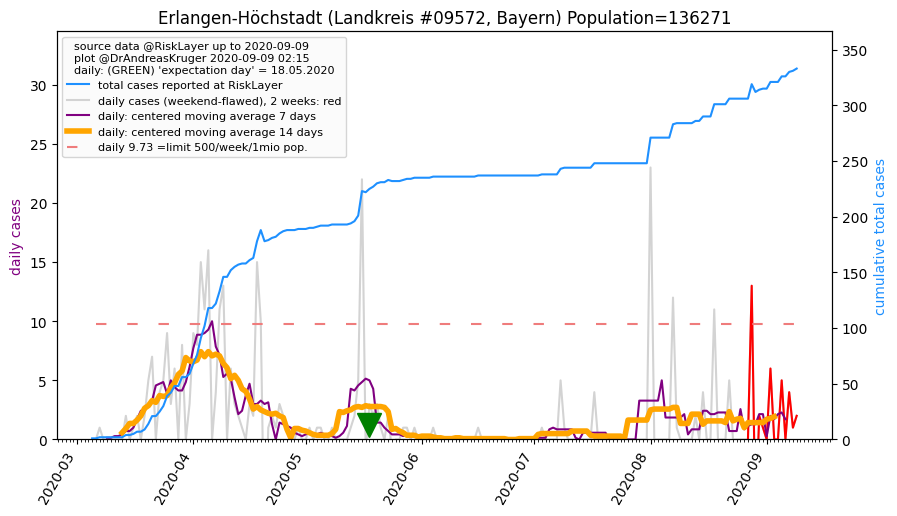 Erlangen-Höchstadt (Landkreis #09572, Bayern) Population=136271
source data @RiskLayer up to 2020-09-09
plot @DrAndreasKruger 2020-09-09 02:15
daily: (GREEN) 'expectation day' = 18.05.2020
total cases reported at RiskLayer
daily cases (weekend-flawed), 2 weeks: red
daily: centered moving average 7 days
daily: centered moving average 14 days
daily 9.73 =limit 500/week/1mio pop.
daily cases
30
25
20
15
10
5
0
350
300
250
200
150
100
50
0
cumulative total cases
2020-03
2020-04
2020-05
2020-06
2020-07
2020-08
2020-09